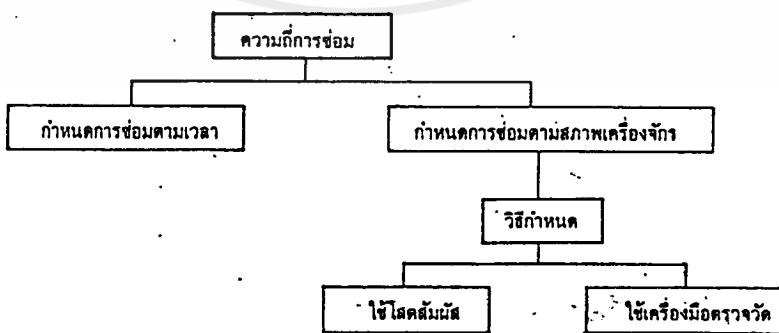 ความถี่การซ่อม
กำหนดการซ่อมตามเวลา
กำหนดการซ่อมตามสภาพเครื่องจักร
วิธีกำหนด
ใช้โสตสัมผัส
ใช้เครื่องมือตรวจวัด